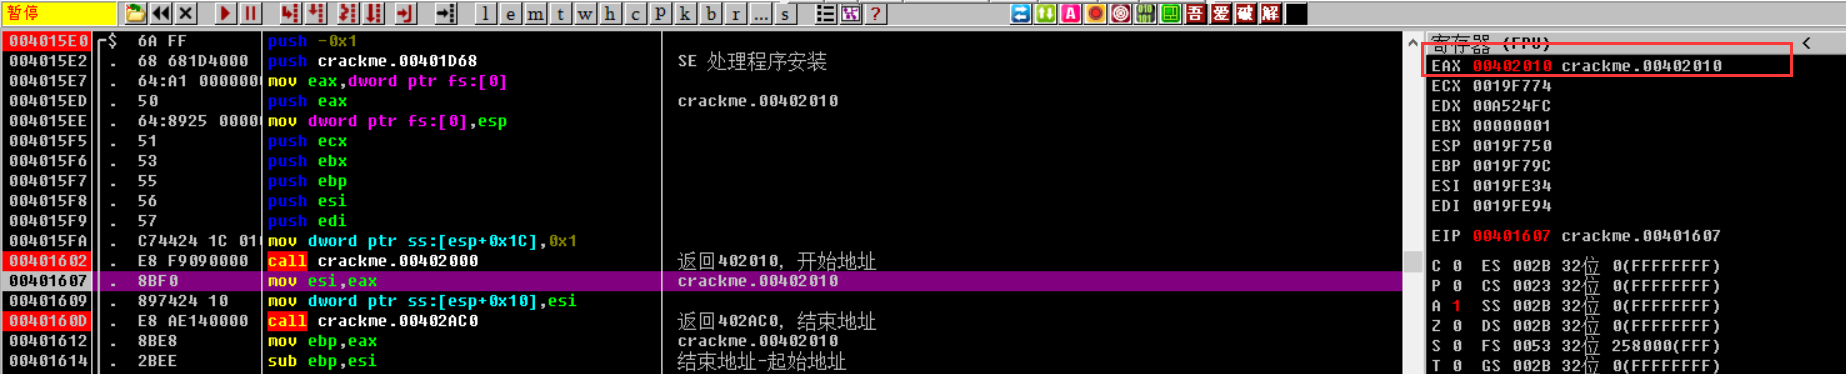 暂停 l e m t w h c p k b r ... s ? A 吾 爱 破 解
004015E0 $ 6A FF push -0x1
004015E2 . 68 681D4000 push crackme.00401D68 SE 处理程序安装
004015E7 . 64:A1 0000000 mov eax,dword ptr fs:[0]
004015ED . 50 push eax crackme.00402010
004015EE . 64:8925 0000 mov dword ptr fs:[0],esp
004015F5 . 51 push ecx
004015F6 . 53 push ebx
004015F7 . 55 push ebp
004015F8 . 56 push esi
004015F9 . 57 push edi
004015FA . C74424 1C 01 mov dword ptr ss:[esp+0x1C],0x1
00401602 . E8 F9090000 call crackme.00402000 返回402010, 开始地址
00401607 . 8BF0 mov esi,eax crackme.00402010
00401609 . 897424 10 mov dword ptr ss:[esp+0x10],esi
0040160D . E8 AE140000 call crackme.00402AC0 返回402AC0, 结束地址
00401612 . 8BE8 mov ebp,eax crackme.00402010
00401614 . 2BEE sub ebp,esi 结束地址-起始地址
寄存器 (FPU) <
EAX 00402010 crackme.00402010
ECX 0019F774
EDX 00A524FC
EBX 00000001
ESP 0019F750
EBP 0019F79C
ESI 0019FE34
EDI 0019FE94
EIP 00401607 crackme.00401607
C 0 ES 002B 32位 0(FFFFFFFF)
P 0 CS 0023 32位 0(FFFFFFFF)
A 1 SS 002B 32位 0(FFFFFFFF)
Z 0 DS 002B 32位 0(FFFFFFFF)
S 0 FS 0053 32位 258000(FFF)
T 0 GS 002B 32位 0(FFFFFFFF)